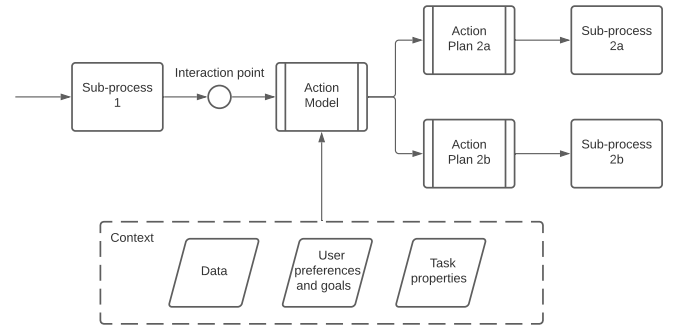 Action
Plan 2a
Sub-process
2a
Interaction point
Sub-process
1
Action
Model
Action
Plan 2b
Sub-process
2b
Context
Data
User
preferences
and goals
Task
properties